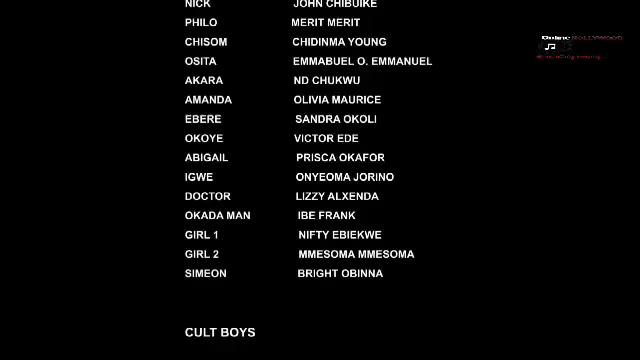 NICK JOHN CHIBUIKE
PHILO MERIT MERIT
CHISOM CHIDINMA YOUNG
OSITA EMMABUEL O. EMMANUEL
AKARA ND CHUKWU
AMANDA OLIVIA MAURICE
EBERE SANDRA OKOLI
OKOYE VICTOR EDE
ABIGAIL PRISCA OKAFOR
IGWE ONYEOMA JORINO
DOCTOR LIZZY ALXENDA
OKADA MAN IBE FRANK
GIRL 1 NIFTY EBIEKWE
GIRL 2 MMESOMA MMESOMA
SIMEON BRIGHT OBINNA
CULT BOYS
Online